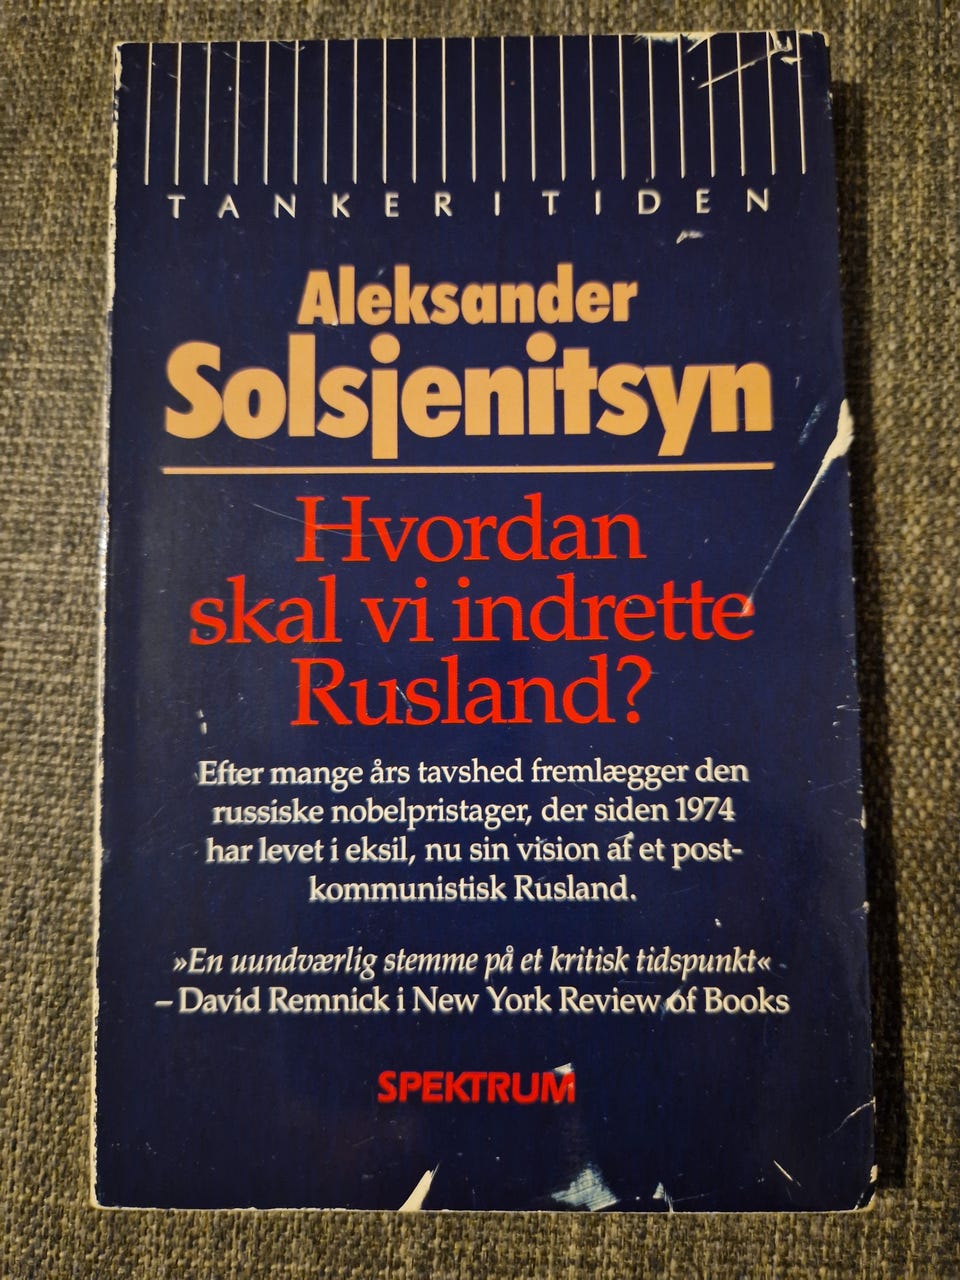 TANKER I TIDEN
Aleksander
Solsjenitsyn
Hvordan
skal vi indrette
Rusland?
Efter mange års tavshed fremlægger den
russiske nobelpristager, der siden 1974
har levet i eksil, nu sin vision af et post-
kommunistisk Rusland.
»En uundværlig stemme på et kritisk tidspunkt«
– David Remnick i New York Review of Books
SPEKTRUM